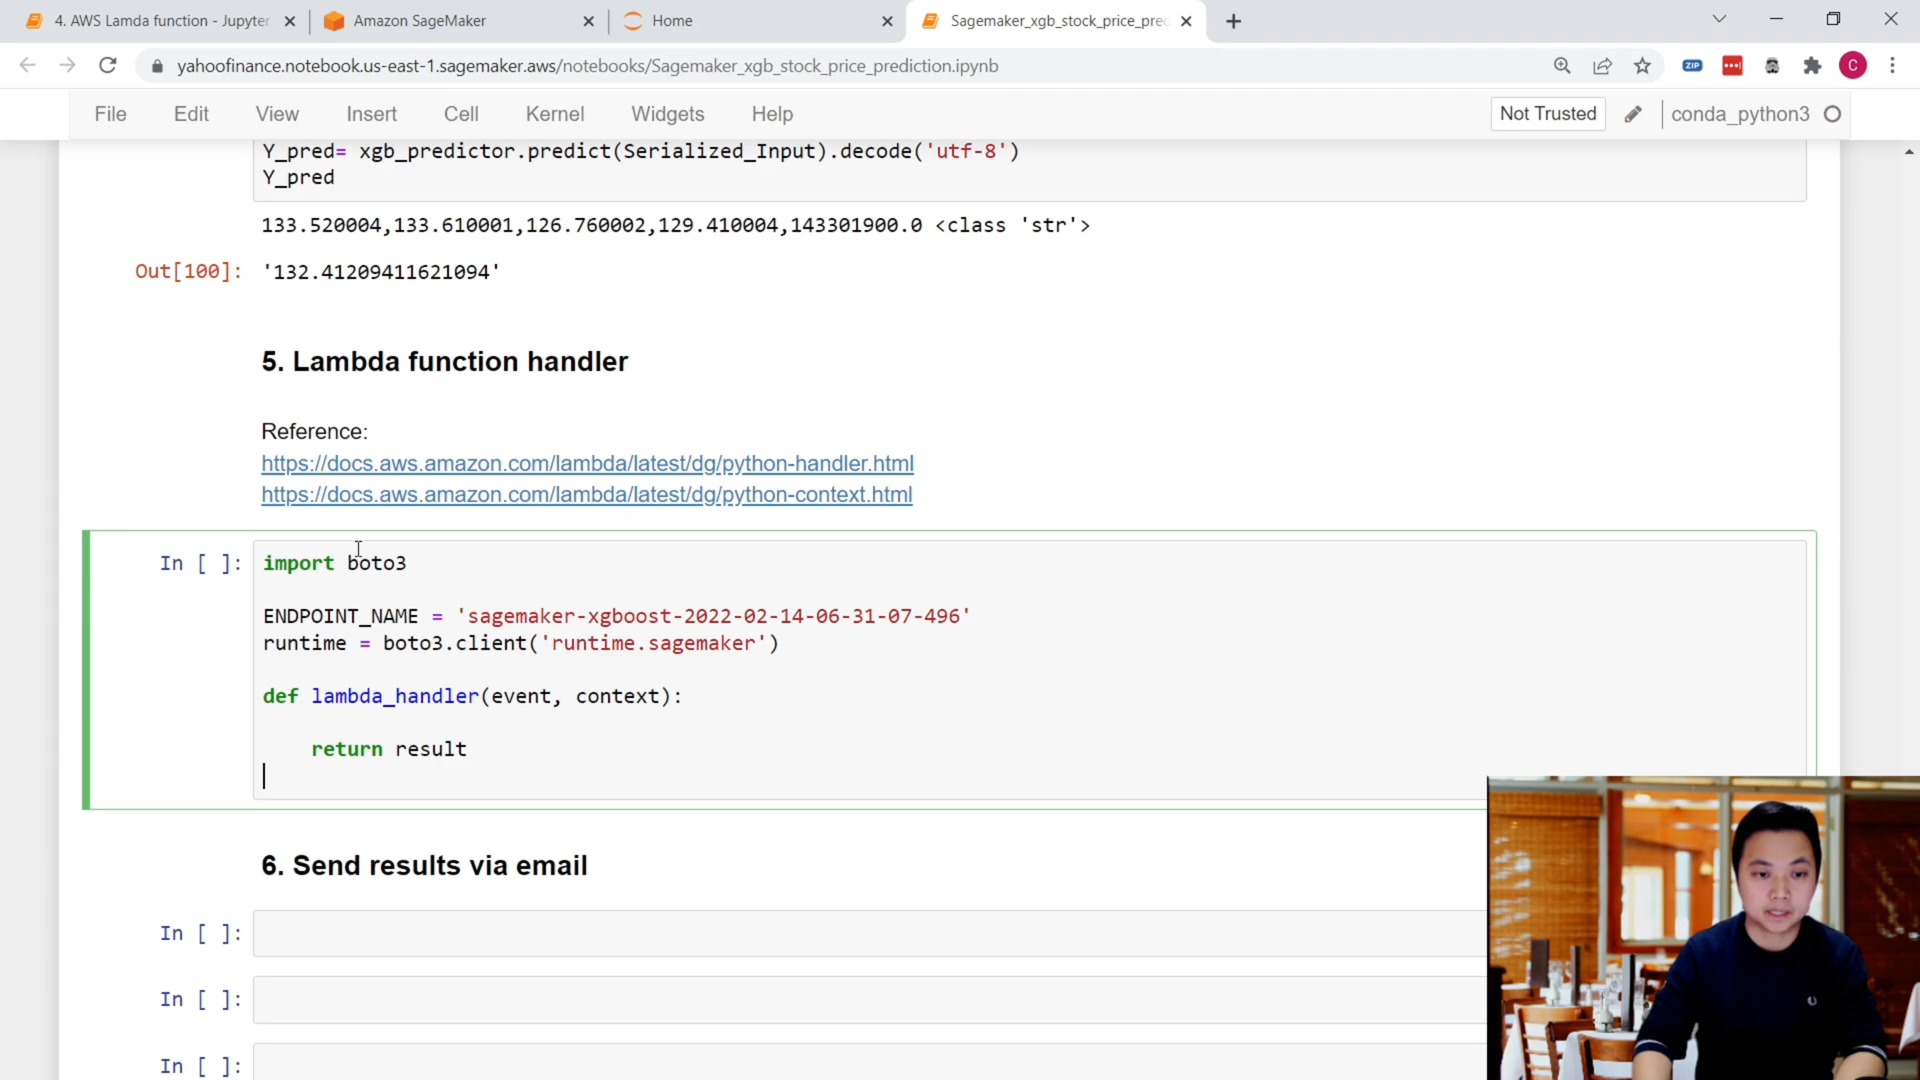 4. AWS Lamda function - Jupyter
Amazon SageMaker
Home
Sagemaker_xgb_stock_price_pred
yahoofinance.notebook.us-east-1.sagemaker.aws/notebooks/Sagemaker_xgb_stock_price_prediction.ipynb
ZIP
C
File Edit View Insert Cell Kernel Widgets Help
Not Trusted
conda_python3
Y_pred= xgb_predictor.predict(Serialized_Input).decode('utf-8')
Y_pred
133.520004,133.610001,126.760002,129.410004,143301900.0 <class 'str'>
Out[100]: '132.41209411621094'
5. Lambda function handler
Reference:
https://docs.aws.amazon.com/lambda/latest/dg/python-handler.html
https://docs.aws.amazon.com/lambda/latest/dg/python-context.html
In [ ]: import boto3
ENDPOINT_NAME = 'sagemaker-xgboost-2022-02-14-06-31-07-496'
runtime = boto3.client('runtime.sagemaker')
def lambda_handler(event, context):
return result
6. Send results via email
In [ ]:
In [ ]:
In [ ]: